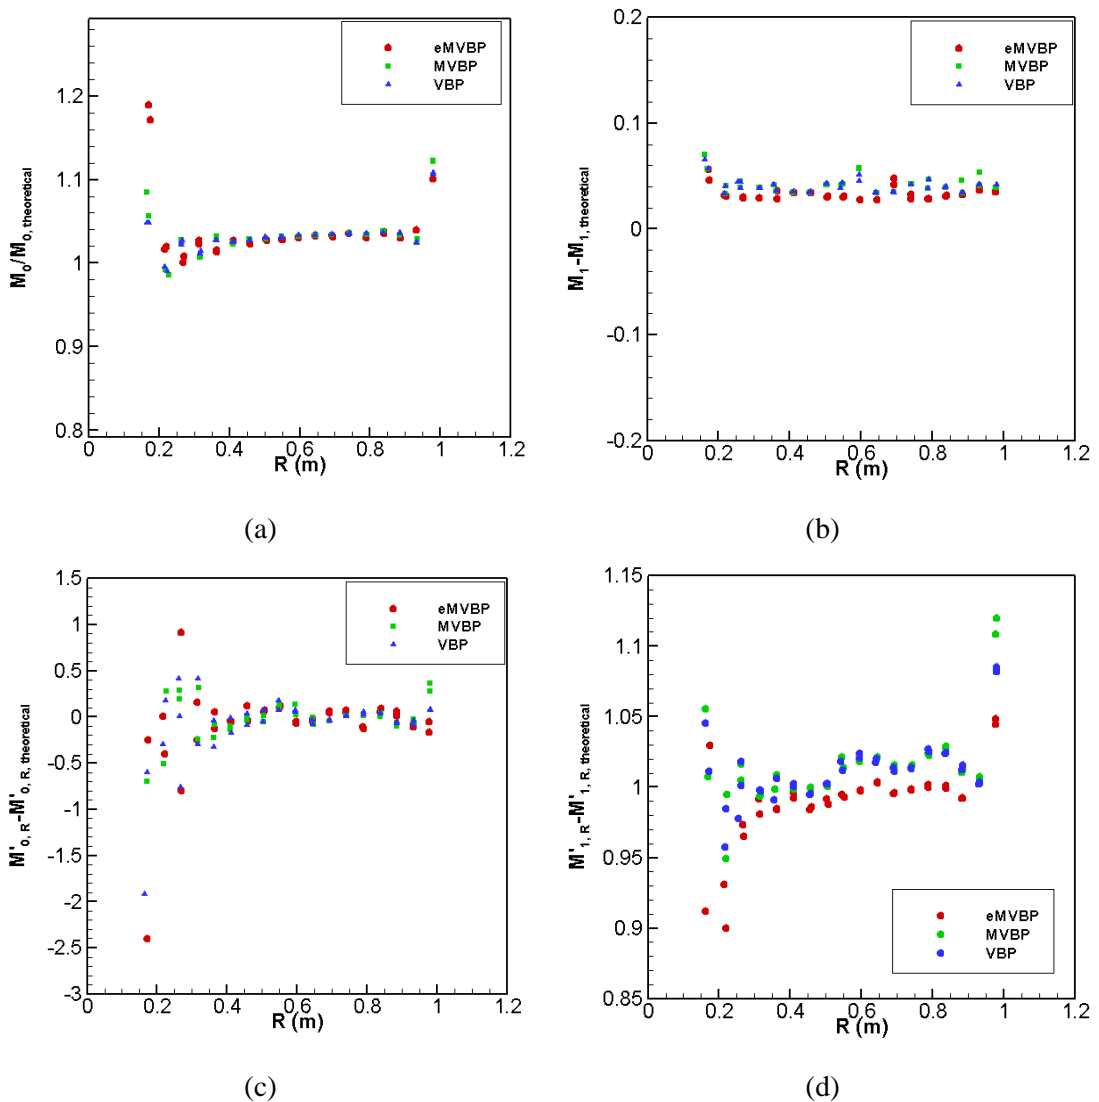 1.2
1.1
1
0.9
0.8
0
0.2
0.4
0.6
0.8
1
1.2
M0/M0, theoretical
R (m)
eMVBP
MVBP
VBP
(a)
0.2
0.1
0
-0.1
-0.2
0
0.2
0.4
0.6
0.8
1
1.2
M1-M1, theoretical
R (m)
eMVBP
MVBP
VBP
(b)
1.5
1
0.5
0
-0.5
-1
-1.5
-2
-2.5
-3
0
0.2
0.4
0.6
0.8
1
1.2
M'0, R-M'0, R, theoretical
R (m)
eMVBP
MVBP
VBP
(c)
1.15
1.1
1.05
1
0.95
0.9
0.85
0
0.2
0.4
0.6
0.8
1
1.2
M'1, R-M'1, R, theoretical
R (m)
eMVBP
MVBP
VBP
(d)